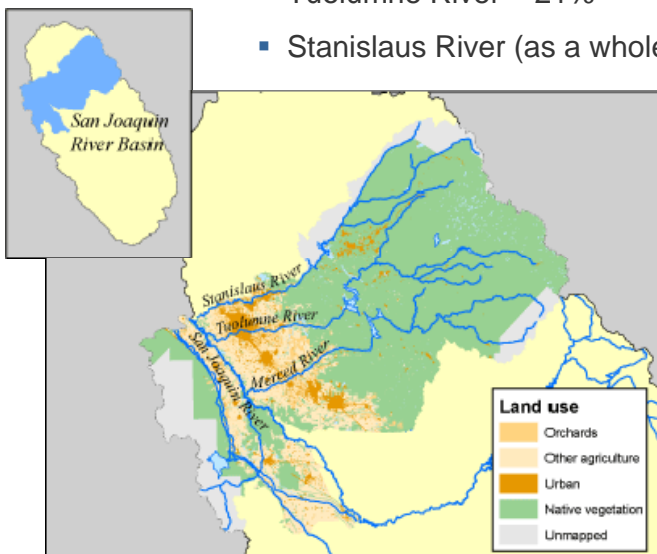 Tuolumne River – 21%
▪ Stanislaus River (as a whole
San Joaquin
River Basin
Stanislaus River
Tuolumne River
Merced River
San Joaquin River
Land use
Orchards
Other agriculture
Urban
Native vegetation
Unmapped